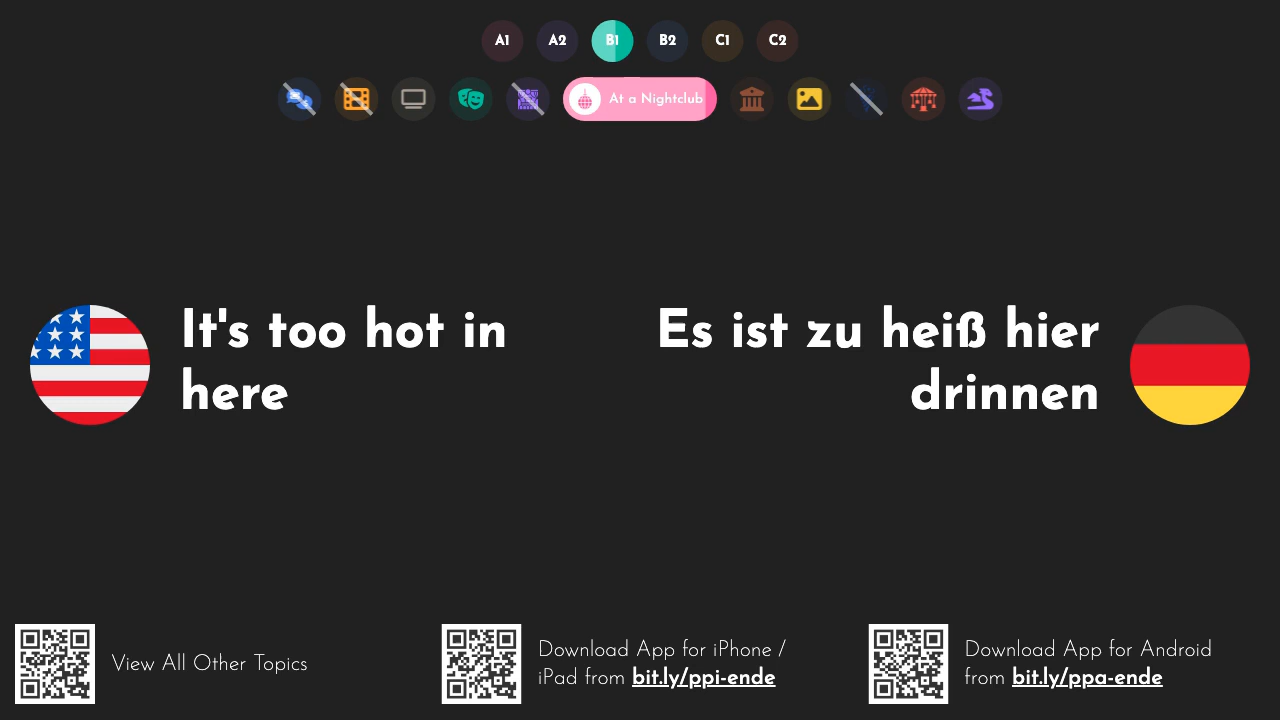 A1 A2 B1 B2 C1 C2
At a Nightclub
It's too hot in
here
Es ist zu heiß hier
drinnen
View All Other Topics
Download App for iPhone /
iPad from bit.ly/ppi-ende
Download App for Android
from bit.ly/ppa-ende